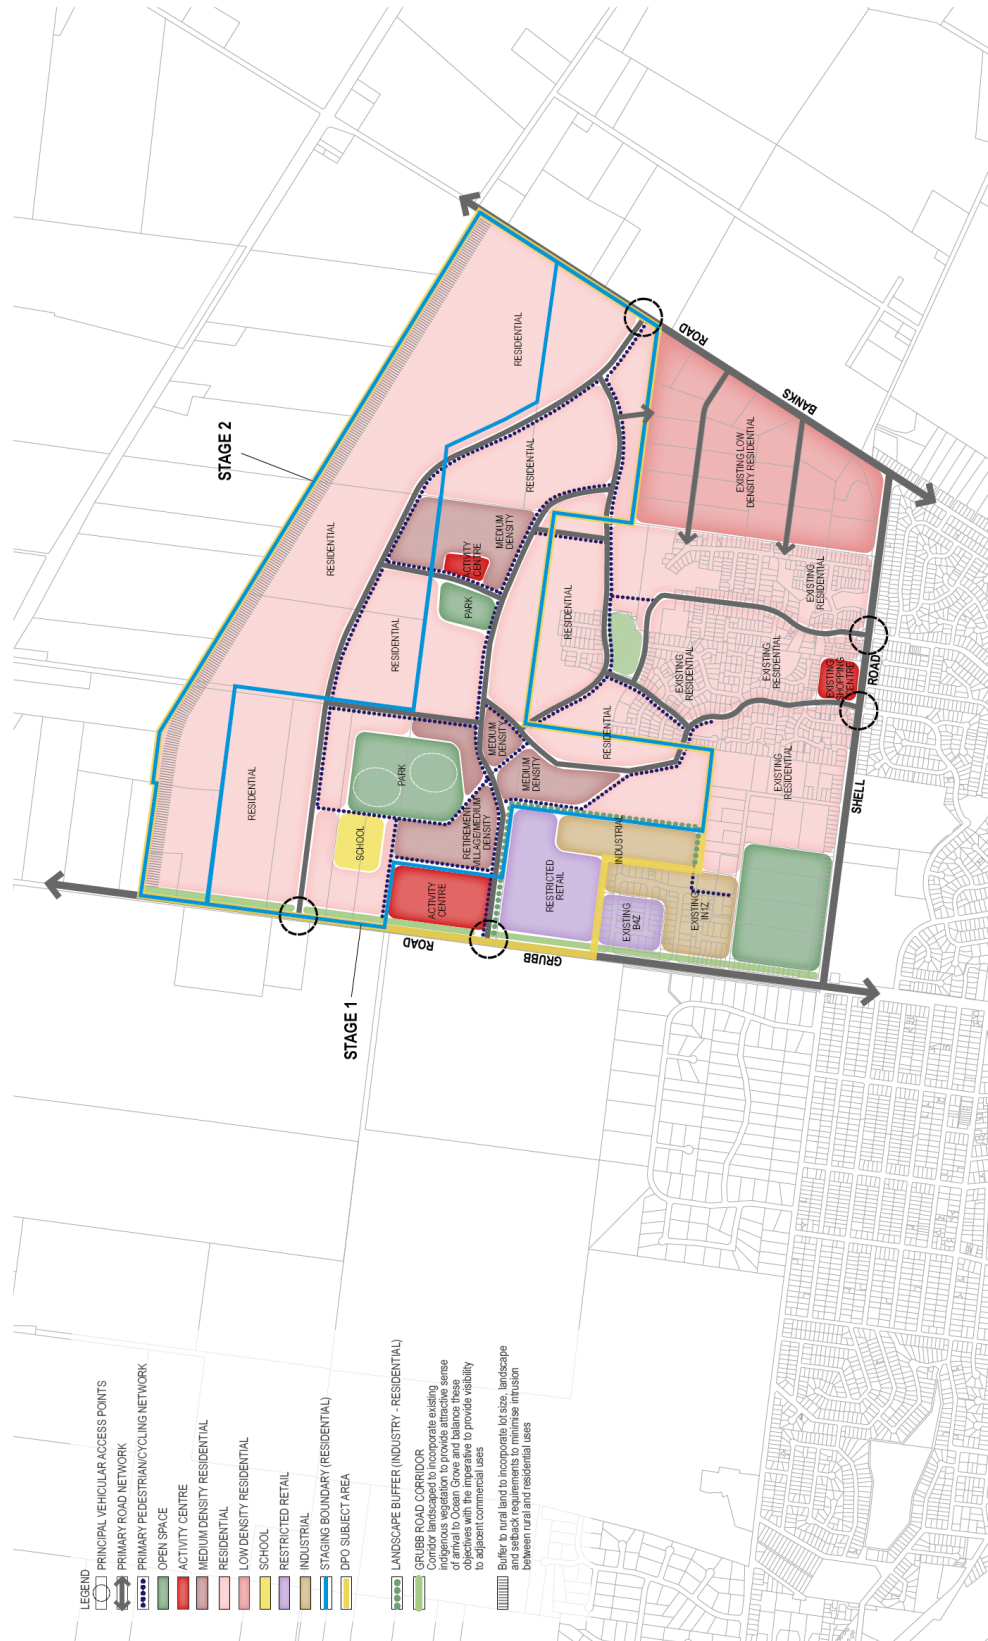 STAGE 2
RESIDENTIAL
RESIDENTIAL
RESIDENTIAL
RESIDENTIAL
RESIDENTIAL
MEDIUM
DENSITY
ACTIVITY
CENTRE
PARK
RESIDENTIAL
RESIDENTIAL
PARK
SCHOOL
MEDIUM
DENSITY
MEDIUM
DENSITY
RETIREMENT
VILLAGE/MEDIUM
DENSITY
ACTIVITY
CENTRE
RESTRICTED
RETAIL
INDUSTRIAL
EXISTING
B4Z
EXISTING
IN1Z
ROAD
GRUBB
STAGE 1
ROAD
BANKS
EXISTING LOW
DENSITY RESIDENTIAL
EXISTING
RESIDENTIAL
EXISTING
RESIDENTIAL
EXISTING
RESIDENTIAL
EXISTING
RESIDENTIAL
EXISTING
SHOPPING
CENTRE
ROAD
SHELL
LEGEND
PRINCIPAL VEHICULAR ACCESS POINTS
PRIMARY ROAD NETWORK
PRIMARY PEDESTRIAN/CYCLING NETWORK
OPEN SPACE
ACTIVITY CENTRE
MEDIUM DENSITY RESIDENTIAL
RESIDENTIAL
LOW DENSITY RESIDENTIAL
SCHOOL
RESTRICTED RETAIL
INDUSTRIAL
STAGING BOUNDARY (RESIDENTIAL)
DPO SUBJECT AREA
LANDSCAPE BUFFER (INDUSTRY - RESIDENTIAL)
GRUBB ROAD CORRIDOR
Corridor landscaped to incorporate existing
indigenous vegetation to provide attractive sense
of arrival to Ocean Grove and balance these
objectives with the imperative to provide visibility
to adjacent commercial uses
Buffer to rural land to incorporate lot size, landscape
and setback requirements to minimise intrusion
between rural and residential uses